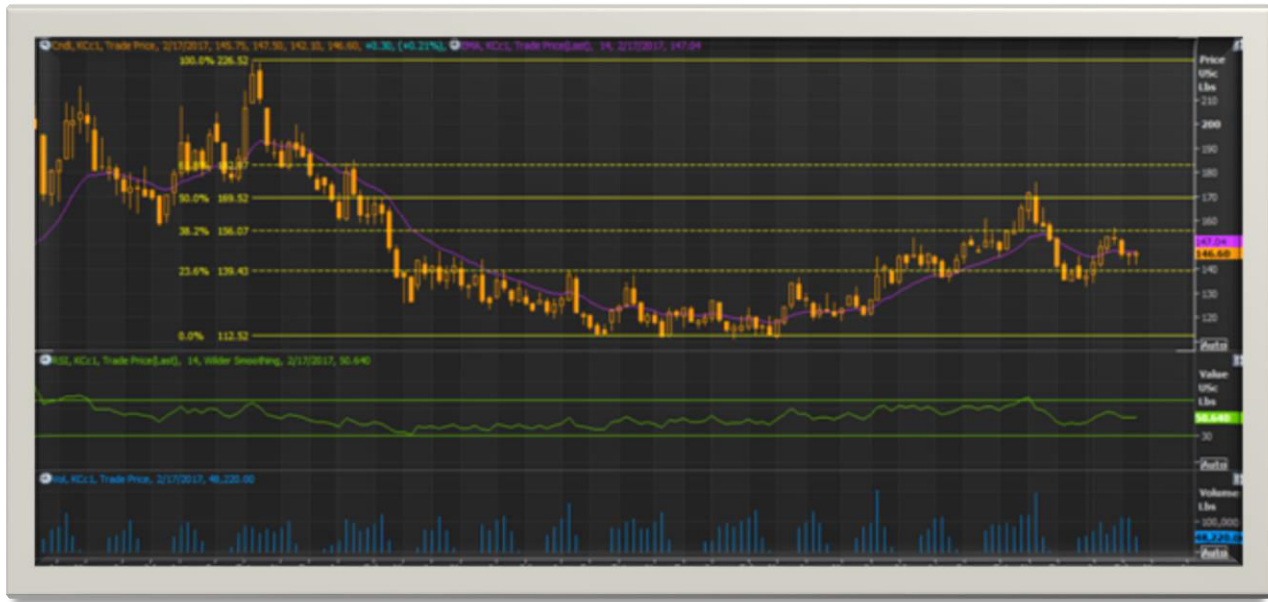 Cndl, KCc1, Trade Price, 2/17/2017, 145.75, 147.50, 142.10, 146.60, +0.30, (+0.21%), EMA, KCc1, Trade Price(Last), 14, 2/17/2017, 147.04
Price
USc
Lbs
100.0% 226.52
210
200
190
180
50.0% 169.52
170
160
38.2% 156.07
147.04
146.60
140
23.6% 139.43
130
120
0.0% 112.52
Auto
RSI, KCc1, Trade Price(Last), 14, Wilder Smoothing, 2/17/2017, 50.640
Value
USc
Lbs
50.640
30
Auto
Vol, KCc1, Trade Price, 2/17/2017, 48,220.00
Volume
Lbs
100,000
Auto